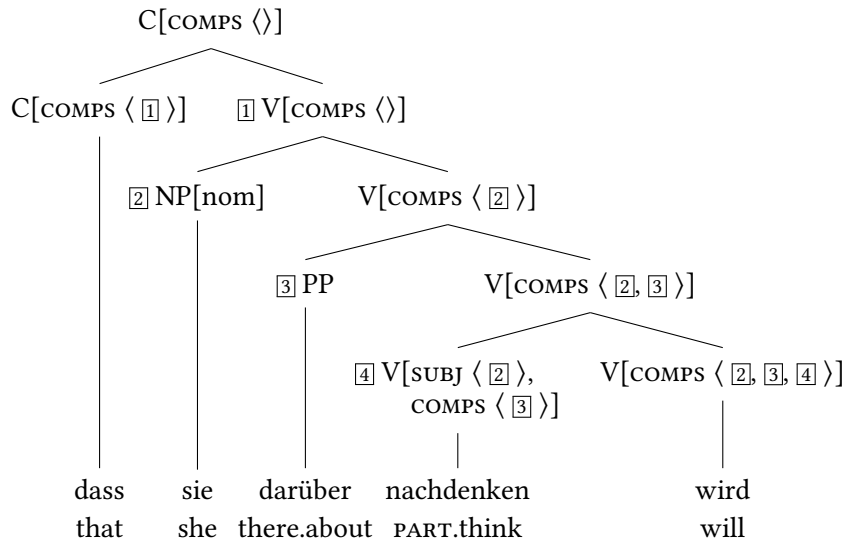 C[COMPS ⟨⟩]
C[COMPS ⟨ 1 ⟩] 1 V[COMPS ⟨⟩]
2 NP[nom] V[COMPS ⟨ 2 ⟩]
3 PP V[COMPS ⟨ 2, 3 ⟩]
4 V[SUBJ ⟨ 2 ⟩, V[COMPS ⟨ 2, 3, 4 ⟩]
COMPS ⟨ 3 ⟩]
dass sie darüber nachdenken wird
that she there.about PART.think will